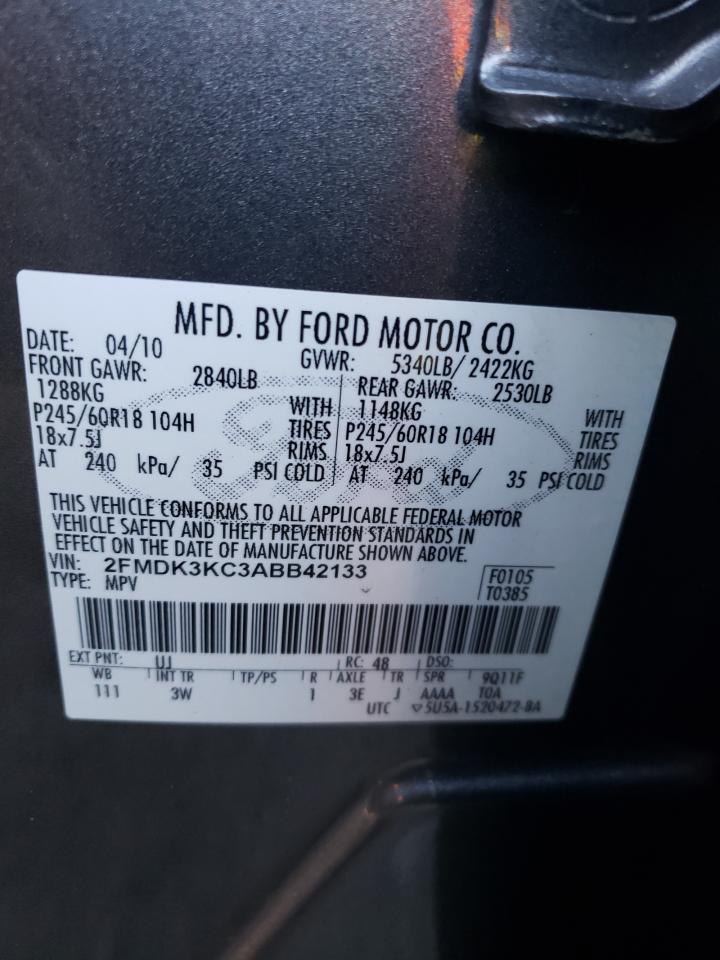 MFD. BY FORD MOTOR CO.
DATE: 04/10 GVWR: 5340LB/ 2422KG
FRONT GAWR: 2840LB REAR GAWR: 2530LB
1288KG WITH 1148KG WITH
P245/60R18 104H TIRES P245/60R18 104H TIRES
18x7.5J RIMS 18x7.5J RIMS
AT 240 kPa/ 35 PSI COLD AT 240 kPa/ 35 PSI COLD
THIS VEHICLE CONFORMS TO ALL APPLICABLE FEDERAL MOTOR
VEHICLE SAFETY AND THEFT PREVENTION STANDARDS IN
EFFECT ON THE DATE OF MANUFACTURE SHOWN ABOVE.
VIN: 2FMDK3KC3ABB42133 F0105
TYPE: MPV T0385
EXT PNT: UJ RC: 48 DSO:
WB INT TR TP/PS R AXLE TR SPR 9Q11F
111 3W 1 3E J AAAA T0A
UTC 5U5A-1520472-BA
Ford